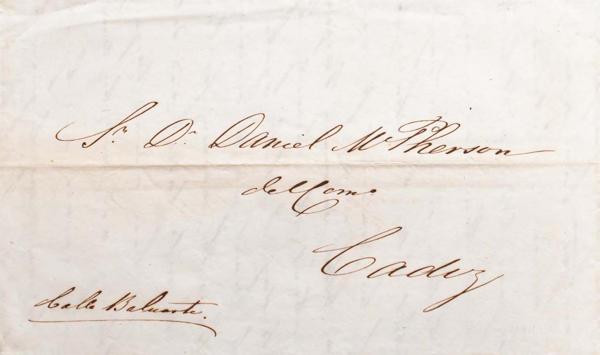 Sr. Dn. Daniel McPherson
del Como
Cadiz
Calle Baluarte.